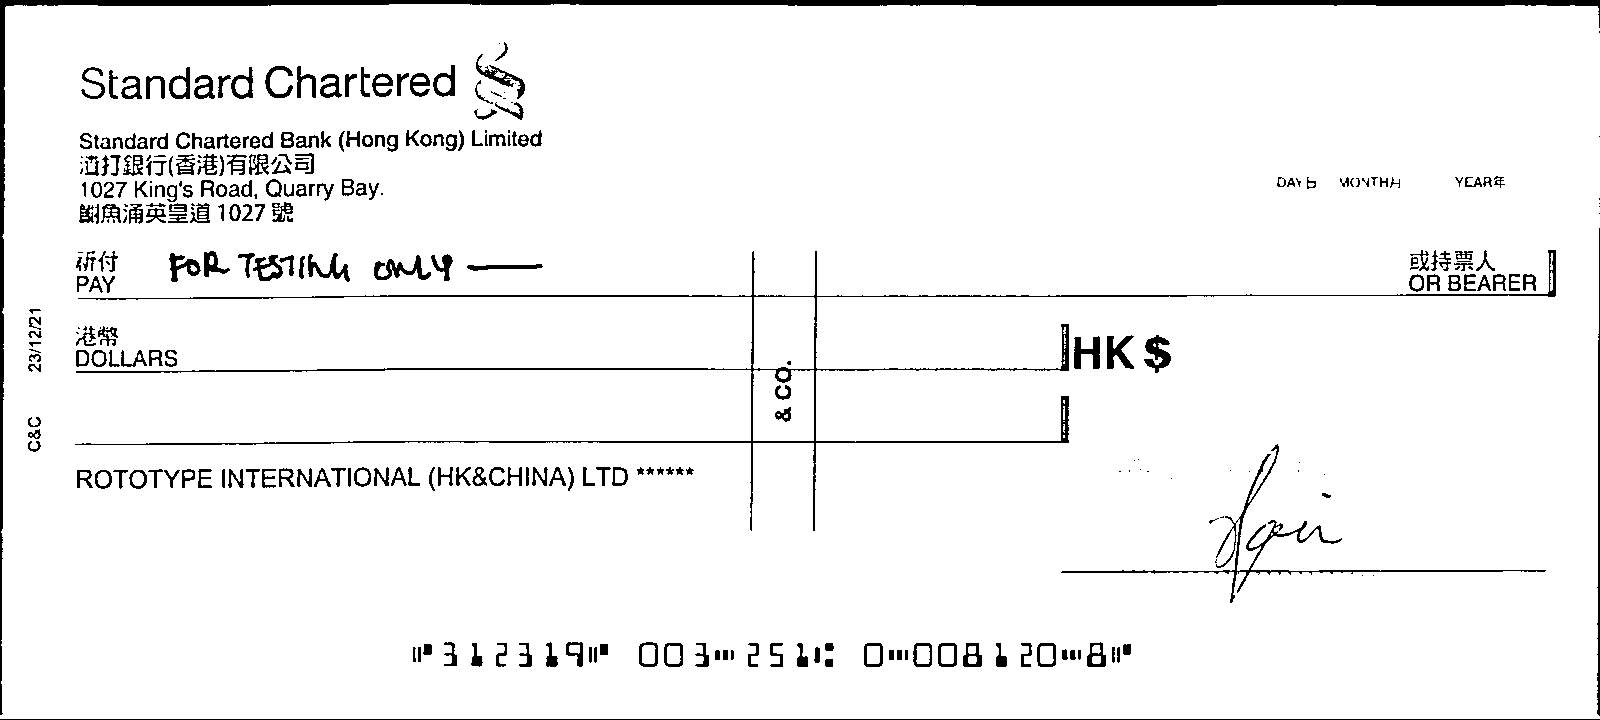 Standard Chartered
Standard Chartered Bank (Hong Kong) Limited
渣打銀行(香港)有限公司
1027 King's Road, Quarry Bay.
鰂魚涌英皇道 1027 號
DAY日 MONTH月 YEAR年
祈付
PAY
FOR TESTING ONLY
或持票人
OR BEARER
港幣
DOLLARS
HK $
& CO.
C&C 23/12/21
ROTOTYPE INTERNATIONAL (HK&CHINA) LTD ******
⑈312319⑈ 003⑉251⑆ 0⑉008120⑉8⑈